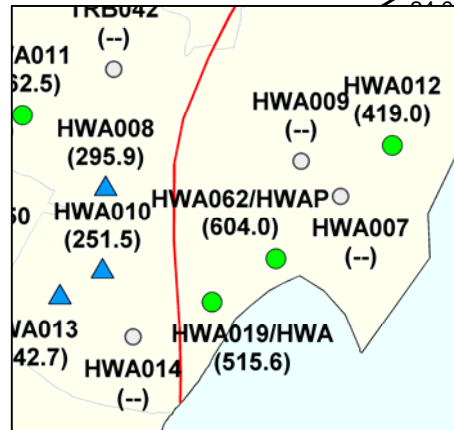 TRB042
(--)
WA011
62.5)
HWA008
(295.9)
HWA009
(--)
HWA012
(419.0)
50
HWA010
(251.5)
HWA062/HWAP
(604.0)
HWA007
(--)
WA013
42.7)
HWA014
(--)
HWA019/HWA
(515.6)